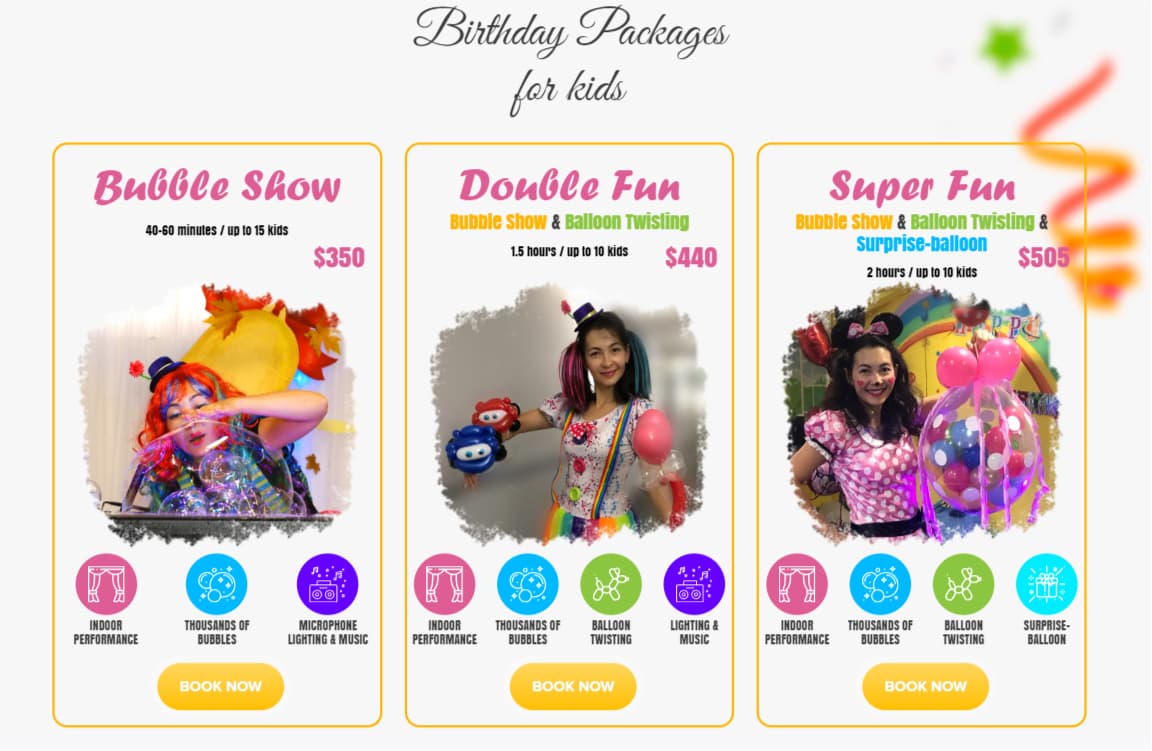 Birthday Packages
for kids
Bubble Show
40-60 minutes / up to 15 kids
$350
INDOOR
PERFORMANCE
THOUSANDS OF
BUBBLES
MICROPHONE
LIGHTING & MUSIC
BOOK NOW
Double Fun
Bubble Show & Balloon Twisting
1.5 hours / up to 10 kids
$440
INDOOR
PERFORMANCE
THOUSANDS OF
BUBBLES
BALLOON
TWISTING
LIGHTING &
MUSIC
BOOK NOW
Super Fun
Bubble Show & Balloon Twisting &
Surprise-balloon
$505
2 hours / up to 10 kids
INDOOR
PERFORMANCE
THOUSANDS OF
BUBBLES
BALLOON
TWISTING
SURPRISE-
BALLOON
BOOK NOW